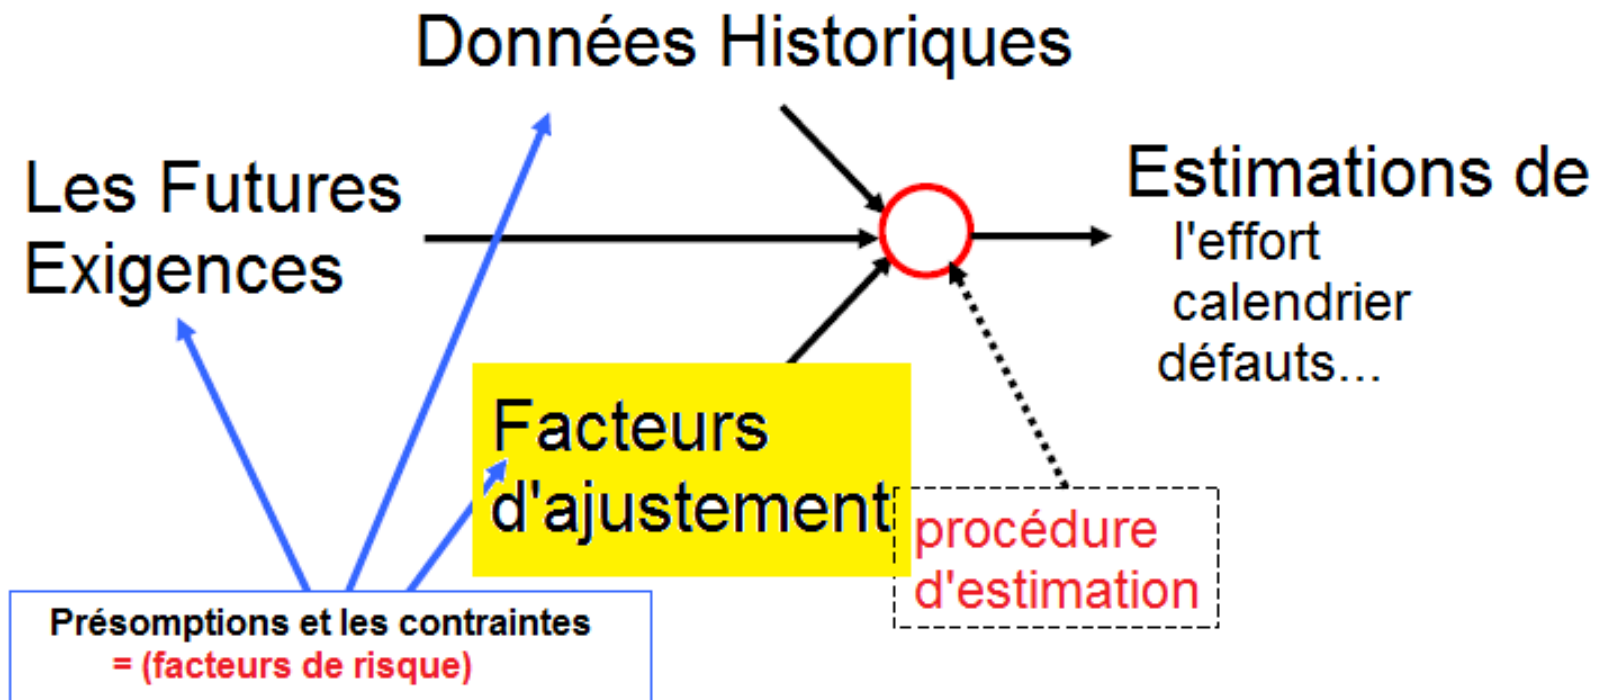 Données Historiques
Les Futures
Exigences
Estimations de
l'effort
calendrier
défauts...
Facteurs
d'ajustement
procédure
d'estimation
Présomptions et les contraintes
= (facteurs de risque)